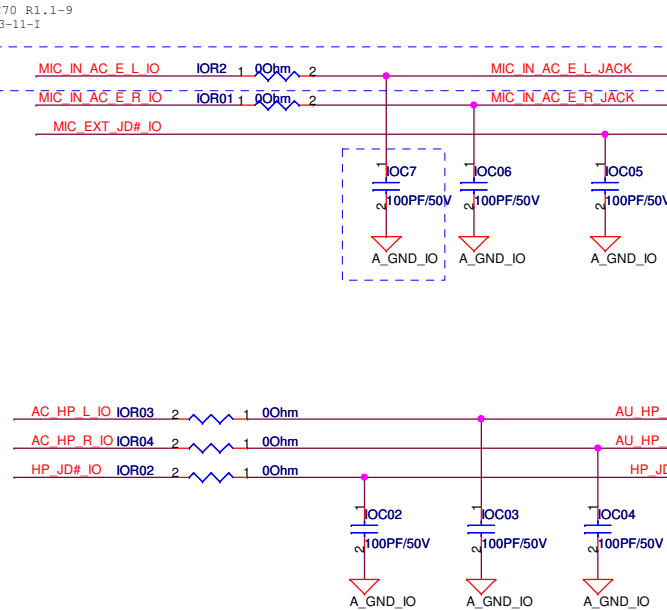 70 R1.1-9
3-11-I
MIC_IN_AC_E_L_IO IOR2 1 0Ohm 2 MIC_IN_AC_E_L_JACK
MIC_IN_AC_E_R_IO IOR01 1 0Ohm 2 MIC_IN_AC_E_R_JACK
MIC_EXT_JD#_IO
1 IOC7 1 IOC06 1 IOC05
2 100PF/50V 2 100PF/50V 2 100PF/50V
A_GND_IO A_GND_IO A_GND_IO
AC_HP_L_IO IOR03 2 1 0Ohm AU_HP_
AC_HP_R_IO IOR04 2 1 0Ohm AU_HP_
HP_JD#_IO IOR02 2 1 0Ohm HP_JD
1 IOC02 1 IOC03 1 IOC04
2 100PF/50V 2 100PF/50V 2 100PF/50V
A_GND_IO A_GND_IO A_GND_IO